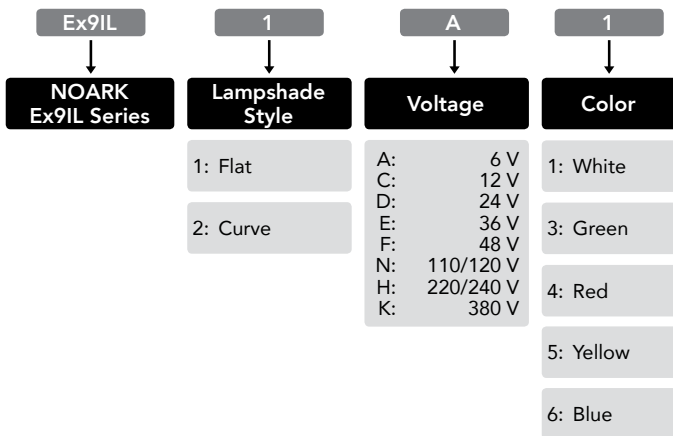 Ex9IL
1
A
1
NOARK
Ex9IL Series
Lampshade
Style
Voltage
Color
1: Flat
2: Curve
A: 6 V
C: 12 V
D: 24 V
E: 36 V
F: 48 V
N: 110/120 V
H: 220/240 V
K: 380 V
1: White
3: Green
4: Red
5: Yellow
6: Blue